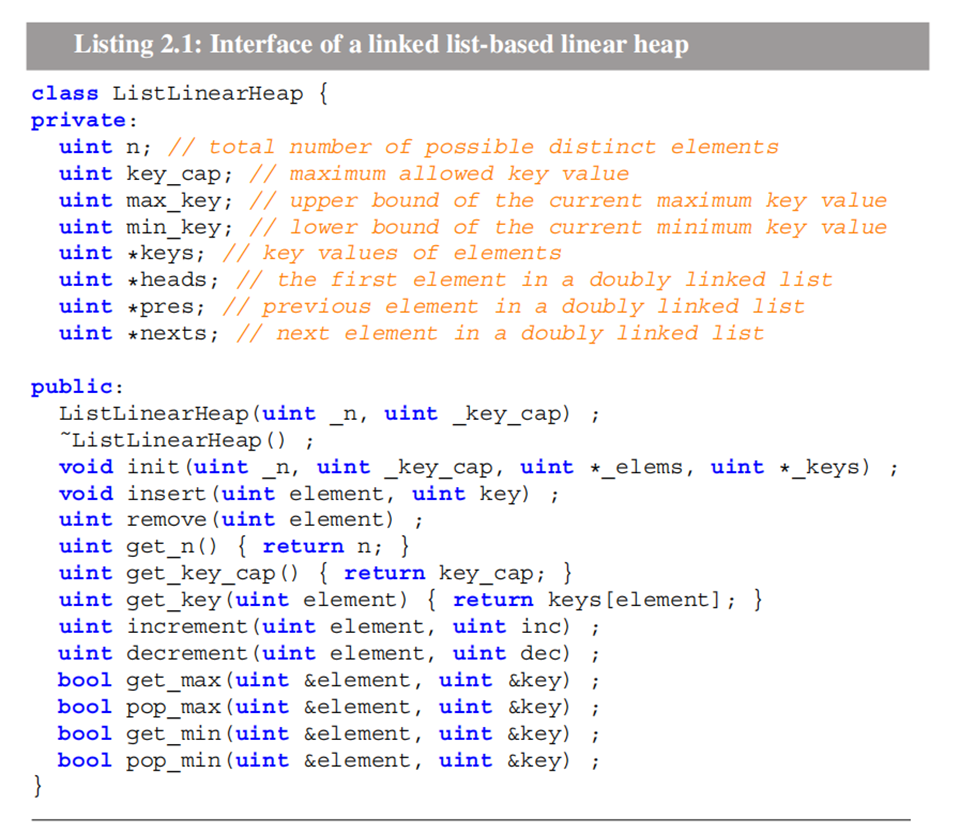 Listing 2.1: Interface of a linked list-based linear heap
class ListLinearHeap {
private:
uint n; // total number of possible distinct elements
uint key_cap; // maximum allowed key value
uint max_key; // upper bound of the current maximum key value
uint min_key; // lower bound of the current minimum key value
uint *keys; // key values of elements
uint *heads; // the first element in a doubly linked list
uint *pres; // previous element in a doubly linked list
uint *nexts; // next element in a doubly linked list
public:
ListLinearHeap(uint _n, uint _key_cap) ;
~ListLinearHeap() ;
void init(uint _n, uint _key_cap, uint *_elems, uint *_keys) ;
void insert(uint element, uint key) ;
uint remove(uint element) ;
uint get_n() { return n; }
uint get_key_cap() { return key_cap; }
uint get_key(uint element) { return keys[element]; }
uint increment(uint element, uint inc) ;
uint decrement(uint element, uint dec) ;
bool get_max(uint &element, uint &key) ;
bool pop_max(uint &element, uint &key) ;
bool get_min(uint &element, uint &key) ;
bool pop_min(uint &element, uint &key) ;
}